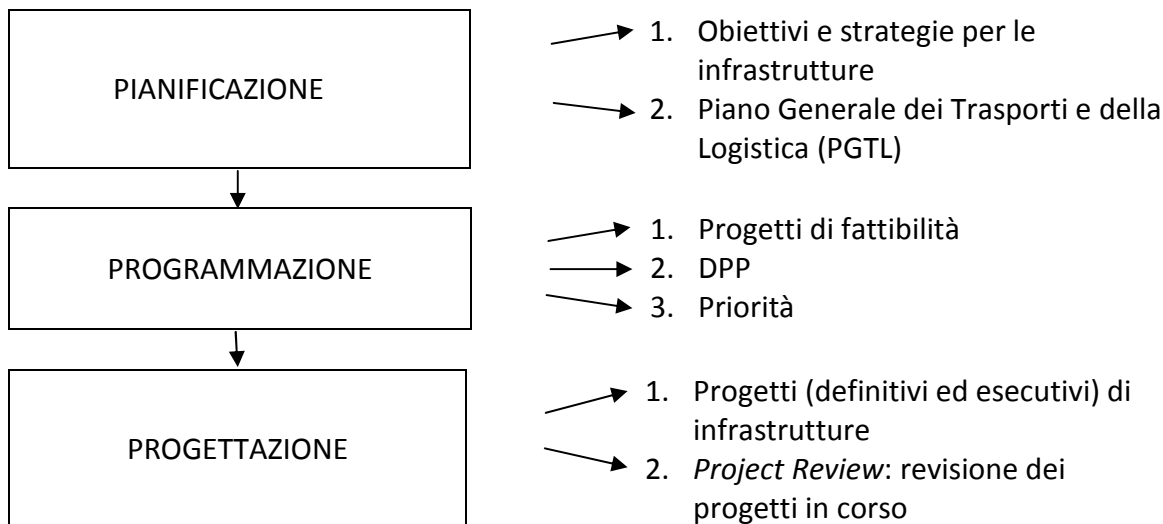 PIANIFICAZIONE
1. Obiettivi e strategie per le
infrastrutture
2. Piano Generale dei Trasporti e della
Logistica (PGTL)
PROGRAMMAZIONE
1. Progetti di fattibilità
2. DPP
3. Priorità
PROGETTAZIONE
1. Progetti (definitivi ed esecutivi) di
infrastrutture
2. Project Review: revisione dei
progetti in corso